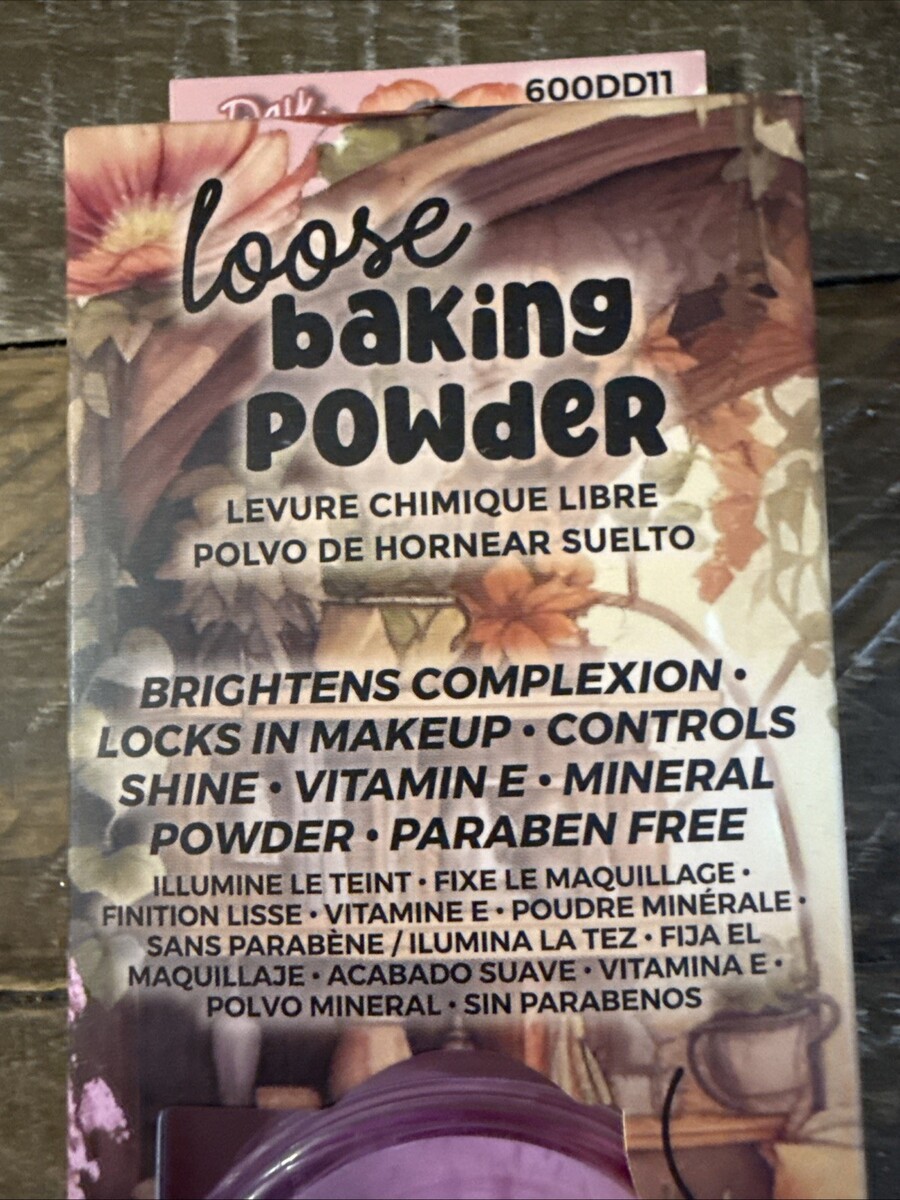 600DD11
loose
baking
POWdeR
LEVURE CHIMIQUE LIBRE
POLVO DE HORNEAR SUELTO
BRIGHTENS COMPLEXION •
LOCKS IN MAKEUP • CONTROLS
SHINE • VITAMIN E • MINERAL
POWDER • PARABEN FREE
ILLUMINE LE TEINT • FIXE LE MAQUILLAGE •
FINITION LISSE • VITAMINE E • POUDRE MINÉRALE •
SANS PARABÈNE / ILUMINA LA TEZ • FIJA EL
MAQUILLAJE • ACABADO SUAVE • VITAMINA E •
POLVO MINERAL • SIN PARABENOS